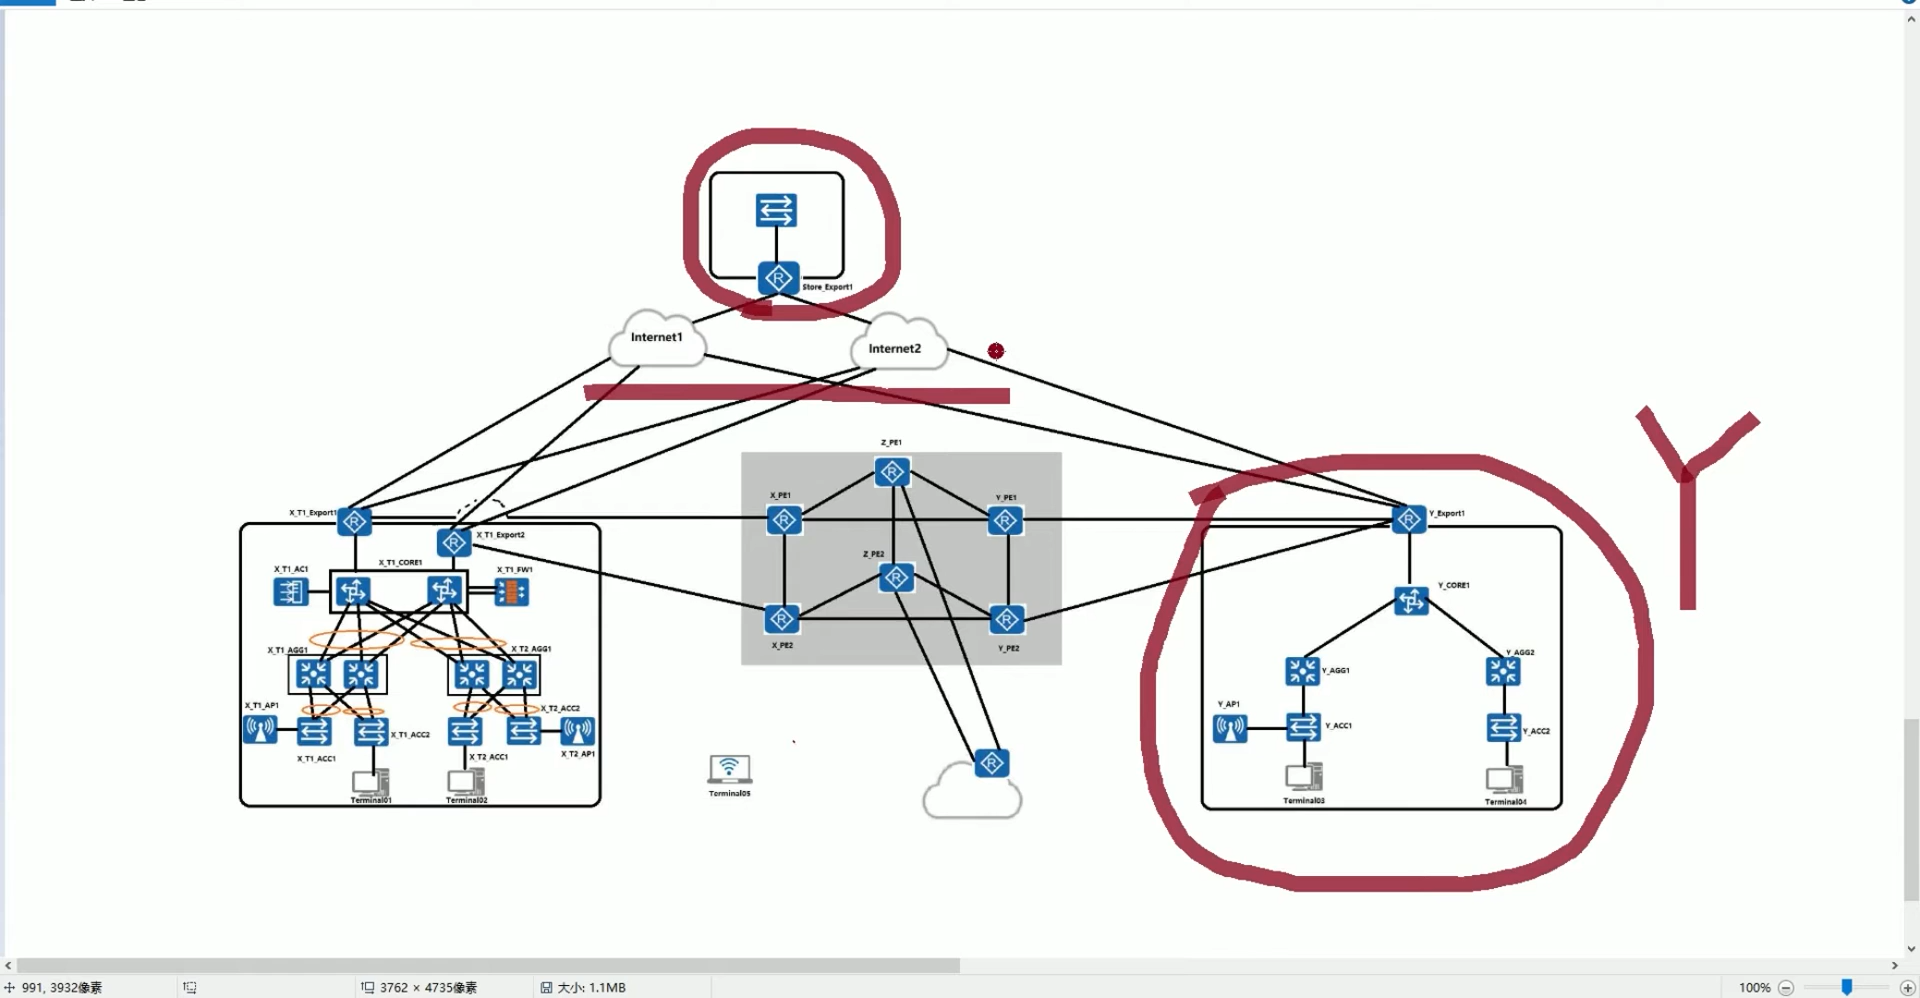 Store_Export1
Internet1
Internet2
Y
Z_PE1
X_PE1
Y_PE1
X_T1_Export1
Y_Export1
X_T1_Export2
Z_PE2
X_T1_CORE1
X_T1_AC1
X_T1_FW1
Y_CORE1
X_PE2
Y_PE2
X_T1_AGG1
X_T2_AGG1
Y_AGG1
Y_AGG2
X_T1_AP1
X_T2_ACC2
Y_AP1
X_T1_ACC2
Y_ACC1
Y_ACC2
X_T1_ACC1
X_T2_ACC1
X_T2_AP1
Terminal01
Terminal02
Terminal05
Terminal03
Terminal04
991, 3932像素
3762 × 4735像素
大小: 1.1MB
100%